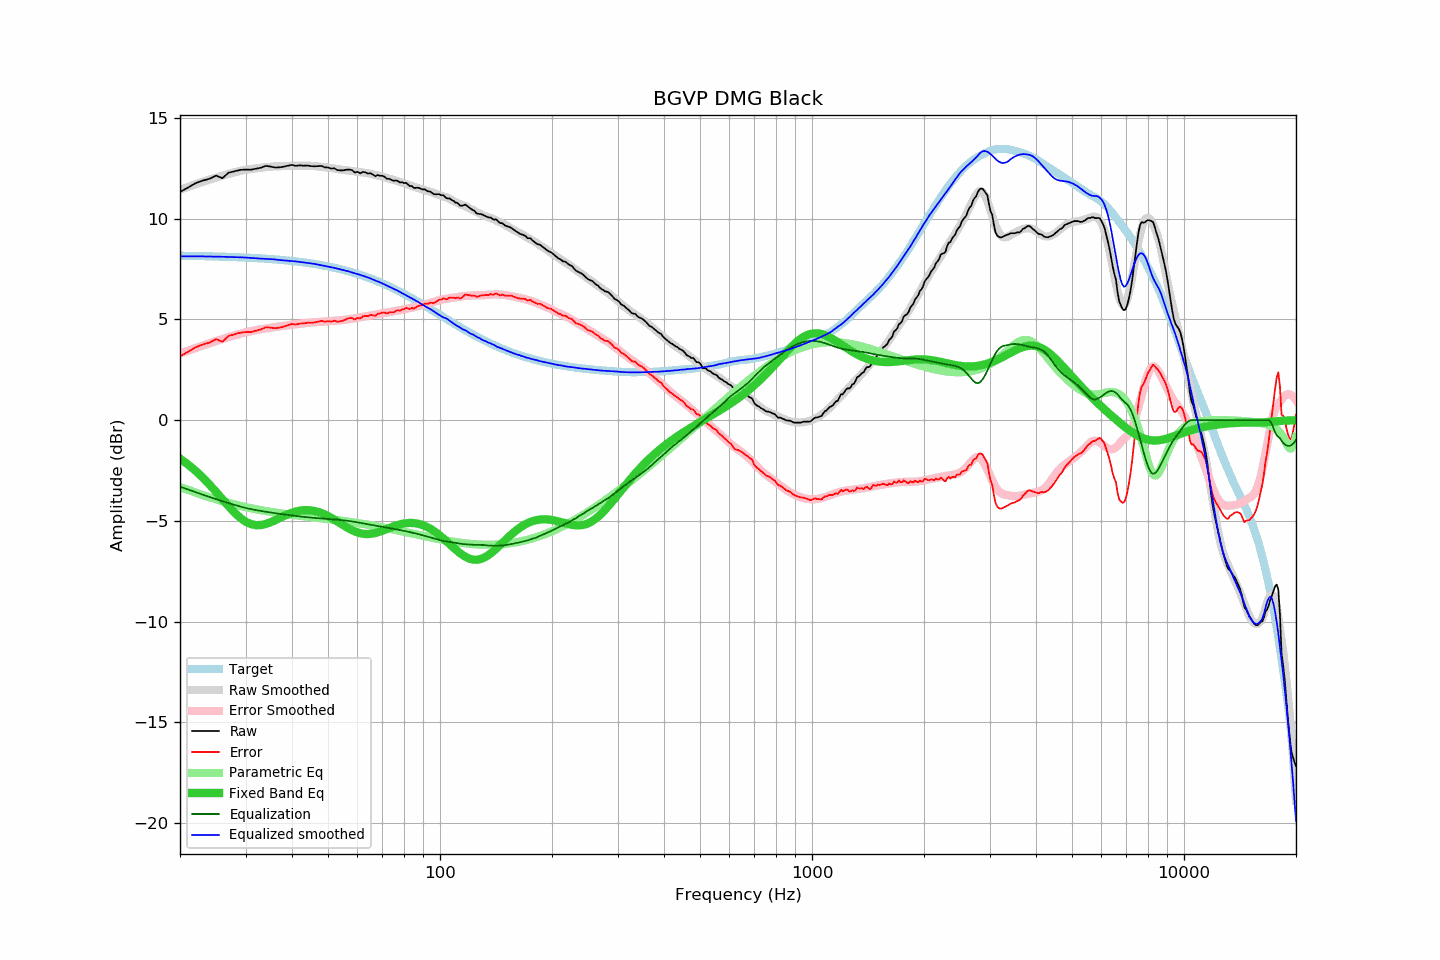 BGVP DMG Black
15
10
5
0
−5
−10
−15
−20
Amplitude (dBr)
Target
Raw Smoothed
Error Smoothed
Raw
Error
Parametric Eq
Fixed Band Eq
Equalization
Equalized smoothed
100 1000 10000
Frequency (Hz)